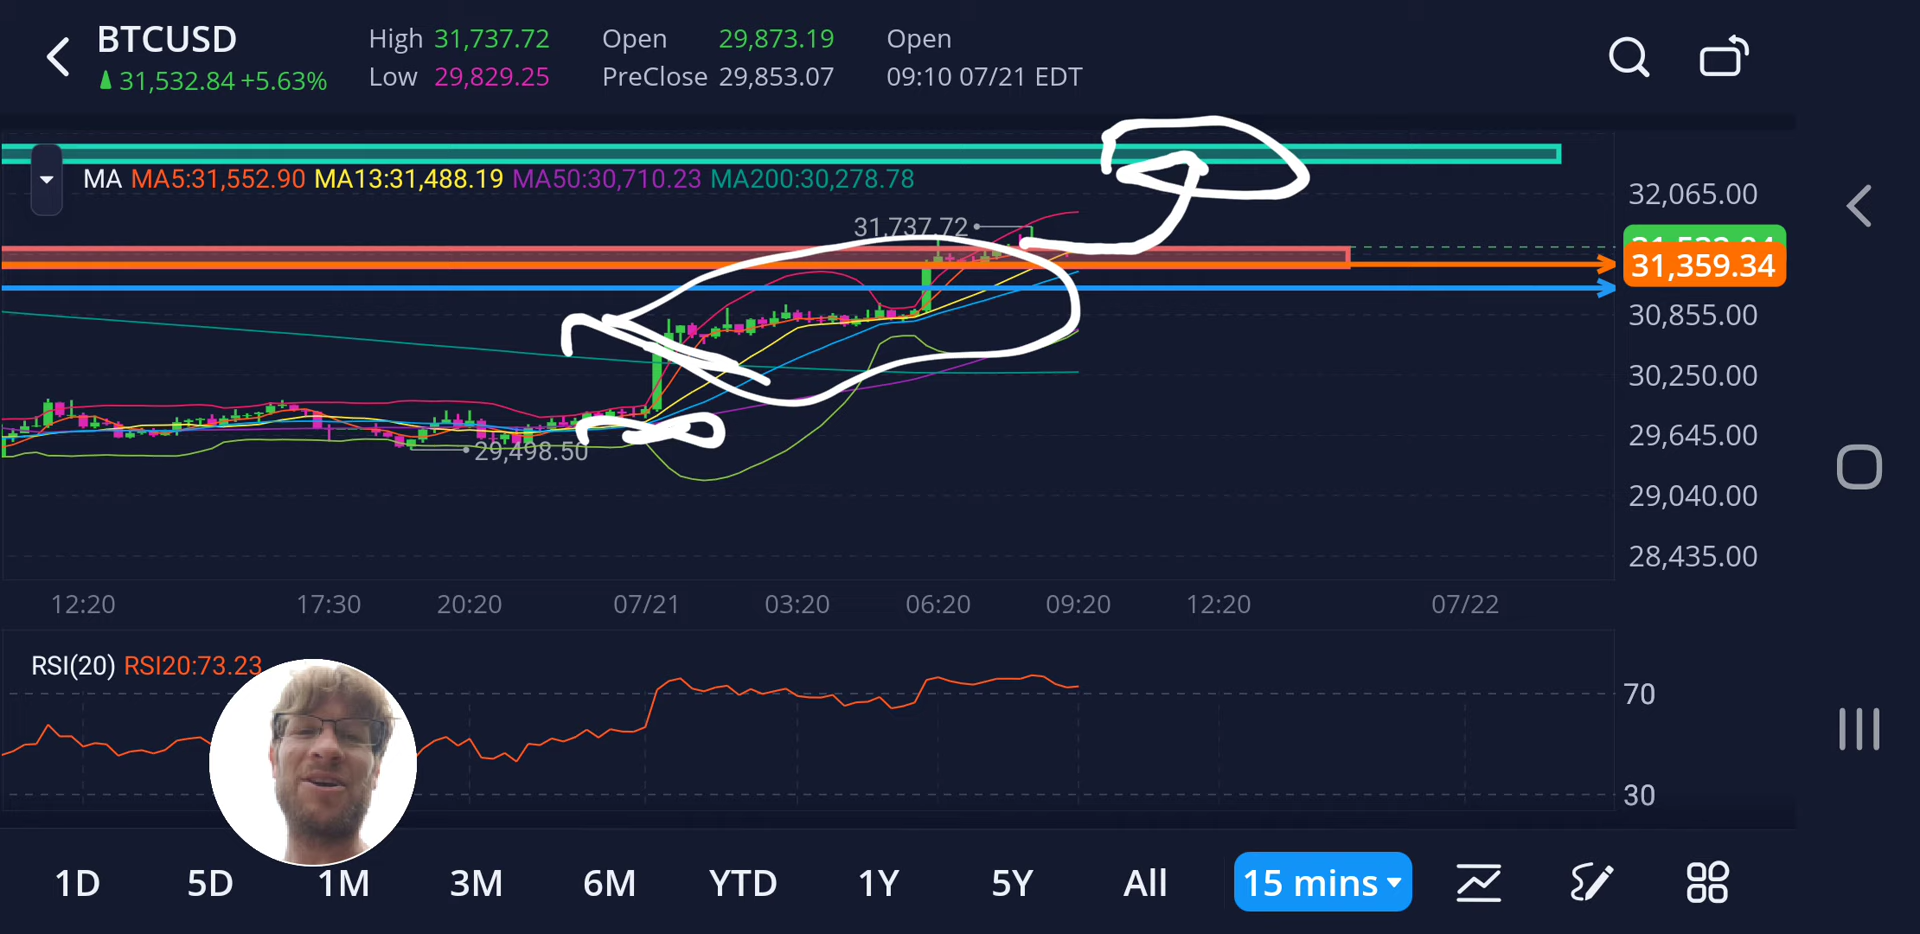 BTCUSD
31,532.84 +5.63%
High 31,737.72
Low 29,829.25
Open 29,873.19
PreClose 29,853.07
Open
09:10 07/21 EDT
MA MA5:31,552.90 MA13:31,488.19 MA50:30,710.23 MA200:30,278.78
32,065.00
31,737.72
31,359.34
30,855.00
30,250.00
29,645.00
29,498.50
29,040.00
28,435.00
12:20 17:30 20:20 07/21 03:20 06:20 09:20 12:20 07/22
RSI(20) RSI20:73.23
70
30
1D 5D 1M 3M 6M YTD 1Y 5Y All 15 mins